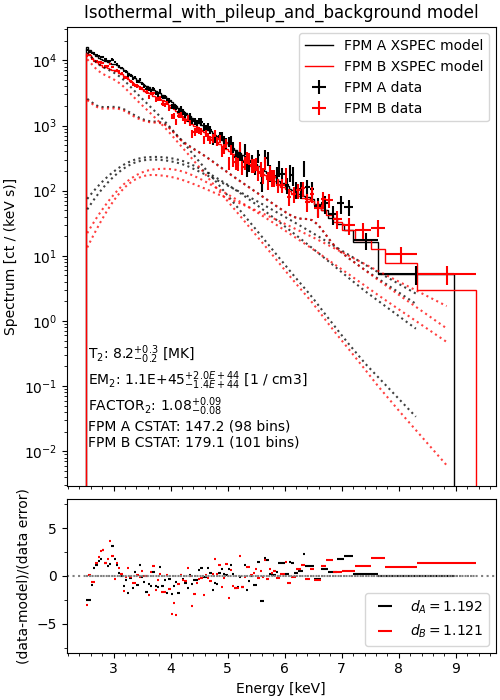 Isothermal_with_pileup_and_background model
FPM A XSPEC model
FPM B XSPEC model
FPM A data
FPM B data
Spectrum [ct / (keV s)]
10⁴
10³
10²
10¹
10⁰
10⁻¹
10⁻²
T₂: 8.2⁺⁰·³₋₀.₂ [MK]
EM₂: 1.1E+45^{+2.0E+44}_{−1.4E+44} [1 / cm3]
FACTOR₂: 1.08^{+0.09}_{−0.08}
FPM A CSTAT: 147.2 (98 bins)
FPM B CSTAT: 179.1 (101 bins)
(data-model)/(data error)
5
0
−5
d_A = 1.192
d_B = 1.121
3 4 5 6 7 8 9
Energy [keV]